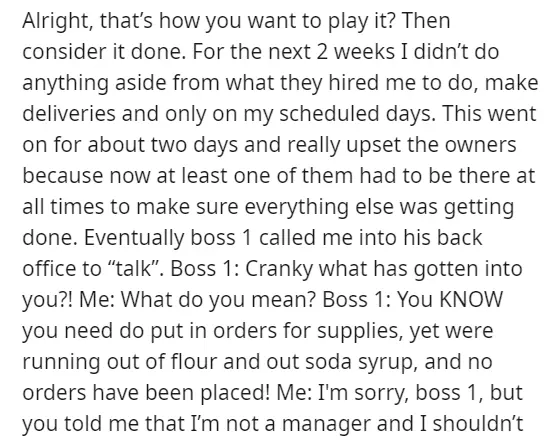 Alright, that’s how you want to play it? Then
consider it done. For the next 2 weeks I didn’t do
anything aside from what they hired me to do, make
deliveries and only on my scheduled days. This went
on for about two days and really upset the owners
because now at least one of them had to be there at
all times to make sure everything else was getting
done. Eventually boss 1 called me into his back
office to “talk”. Boss 1: Cranky what has gotten into
you?! Me: What do you mean? Boss 1: You KNOW
you need do put in orders for supplies, yet were
running out of flour and out soda syrup, and no
orders have been placed! Me: I'm sorry, boss 1, but
you told me that I’m not a manager and I shouldn’t